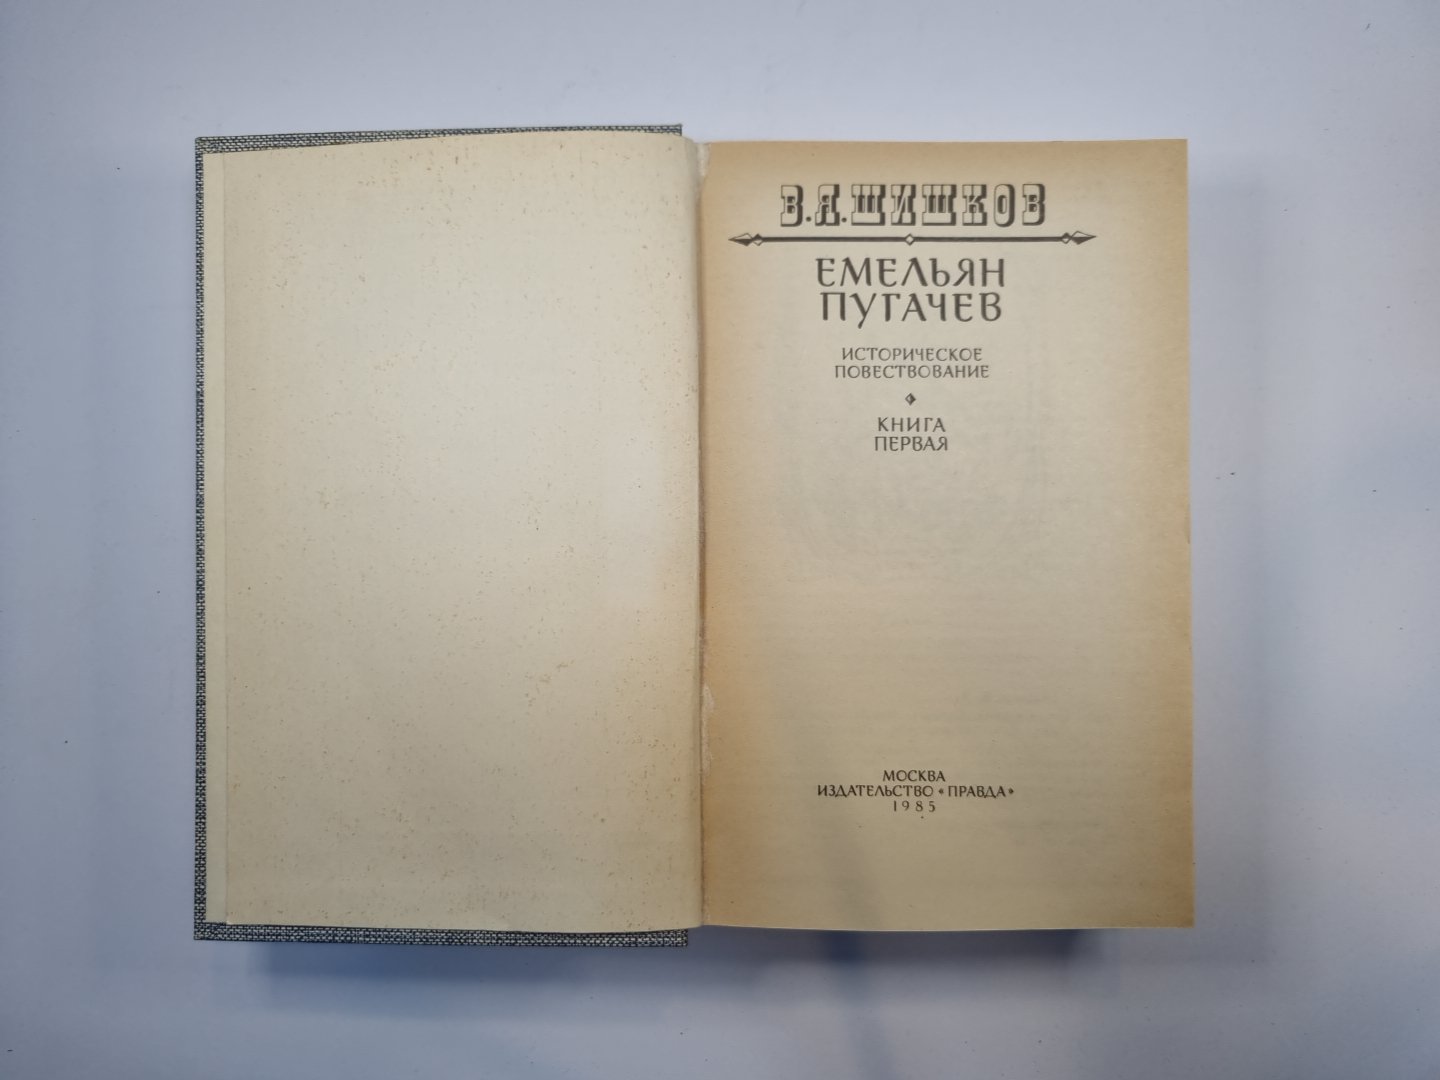 В.Я.ШИШКОВ
ЕМЕЛЬЯН
ПУГАЧЕВ
ИСТОРИЧЕСКОЕ
ПОВЕСТВОВАНИЕ
КНИГА
ПЕРВАЯ
МОСКВА
ИЗДАТЕЛЬСТВО «ПРАВДА»
1985